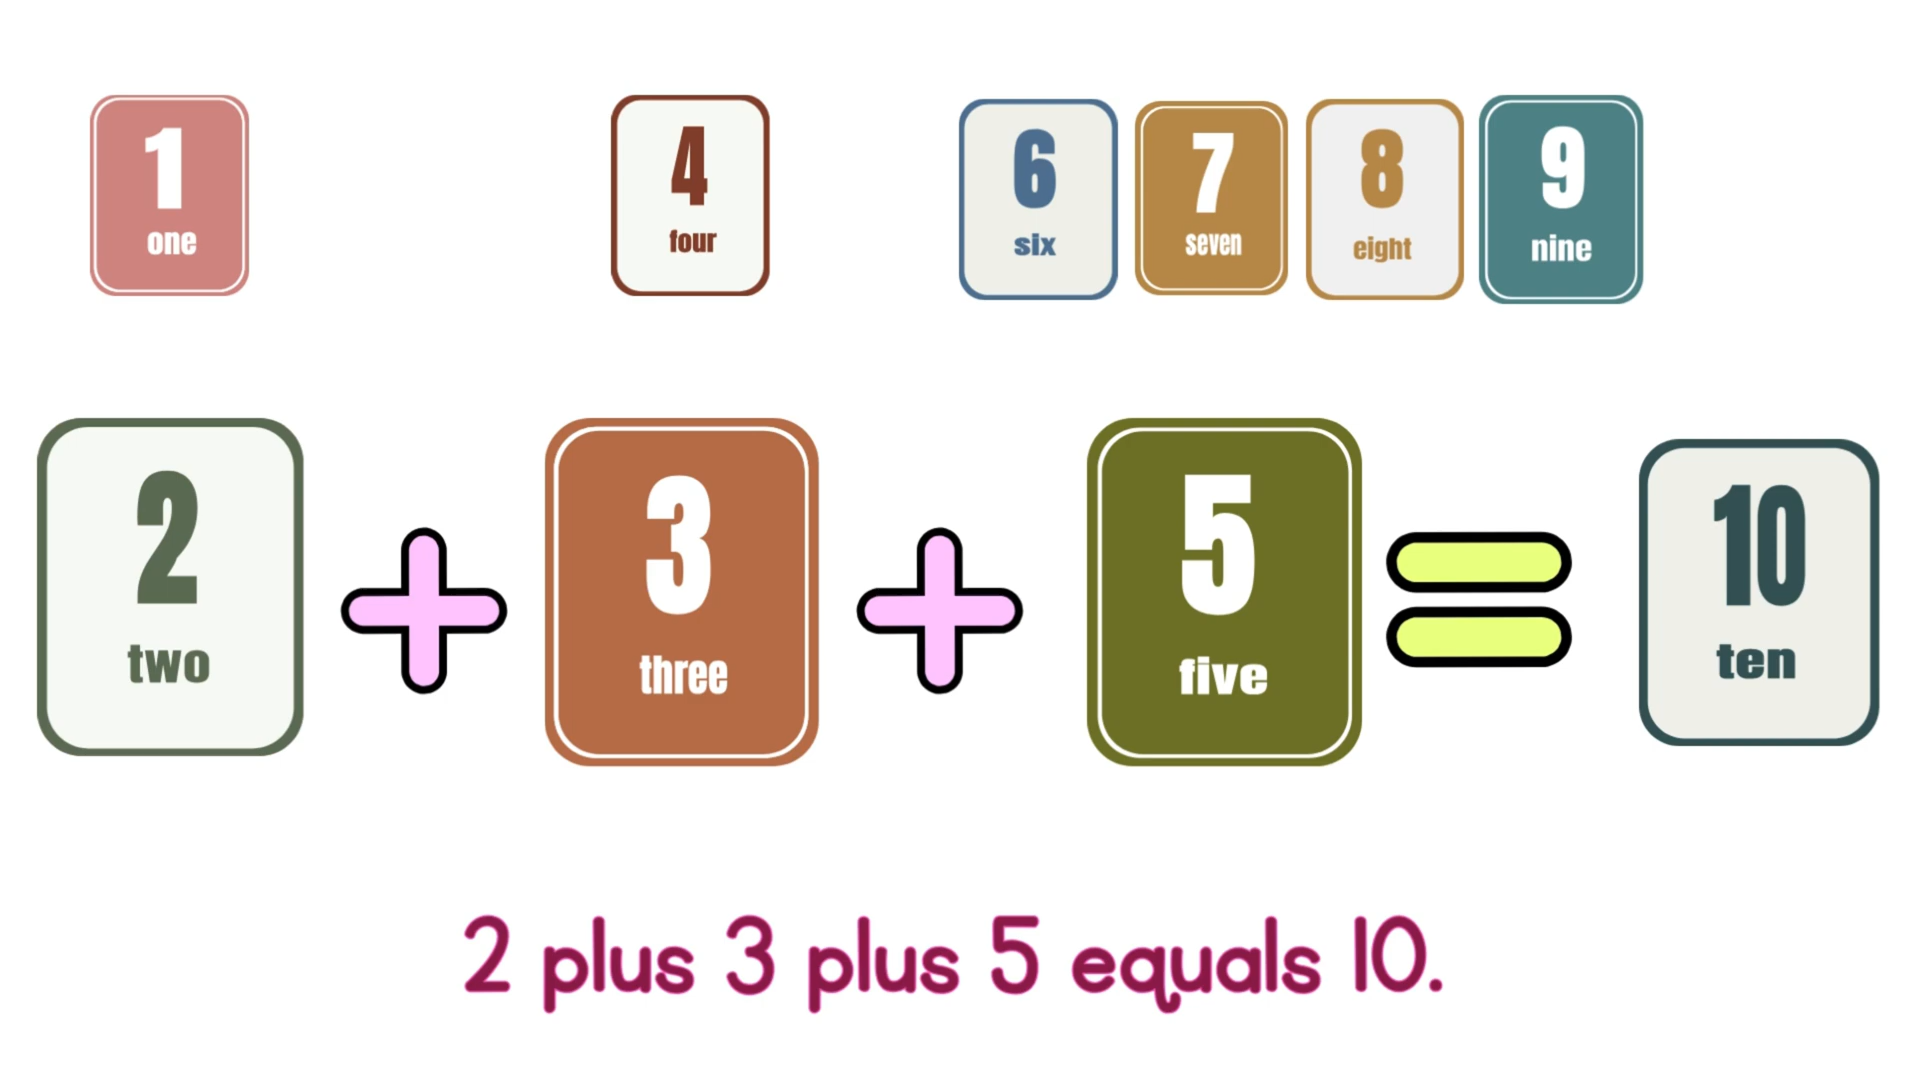 1 4 6 7 8 9
one four six seven eight nine
2 + 3 + 5 = 10
two three five ten
2 plus 3 plus 5 equals 10.